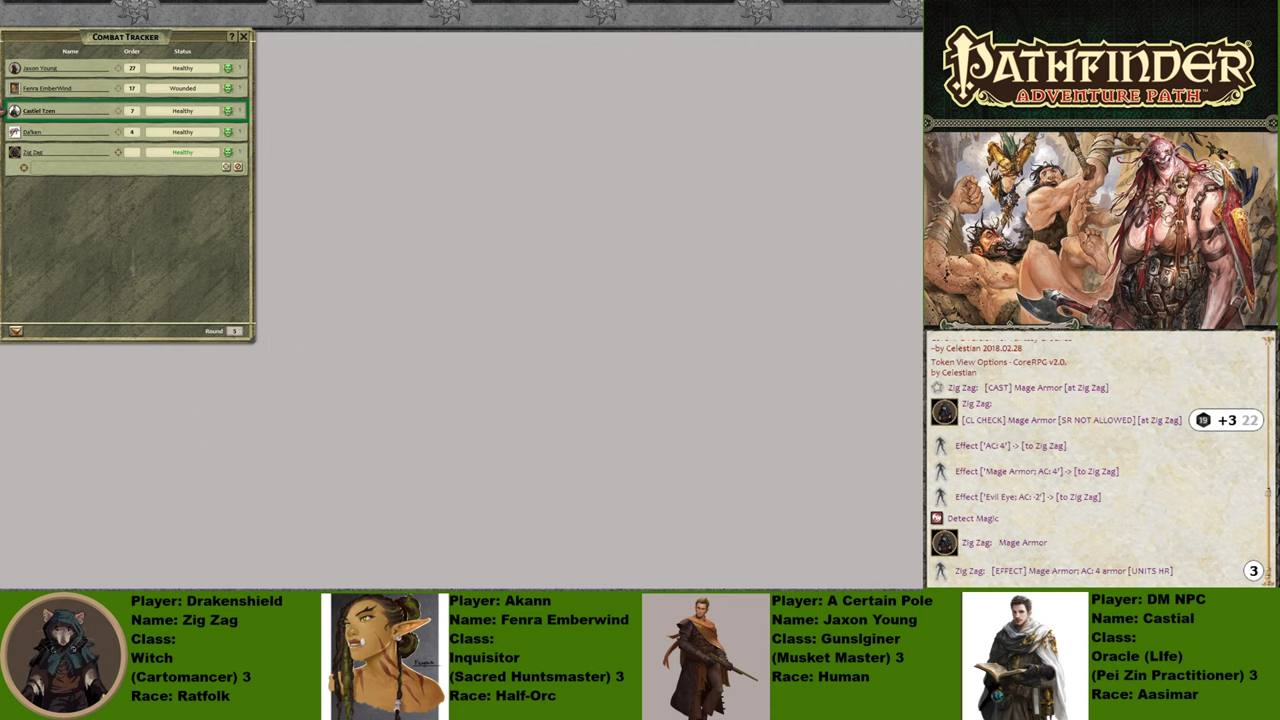 COMBAT TRACKER
? X
Name Order Status
Jaxon Young 27 Healthy
Fenra EmberWind 17 Wounded
Castiel Tzen 7 Healthy
Da'ken 4 Healthy
Zig Zag Healthy
Round 5
PATHFINDER
ADVENTURE PATH™
-by Celestian 2018.02.28
Token View Options - CoreRPG v2.0.
by Celestian
Zig Zag: [CAST] Mage Armor [at Zig Zag]
Zig Zag:
[CL CHECK] Mage Armor [SR NOT ALLOWED] [at Zig Zag] 19 +3 22
Effect ['AC: 4'] -> [to Zig Zag]
Effect ['Mage Armor; AC: 4'] -> [to Zig Zag]
Effect ['Evil Eye; AC: -2'] -> [to Zig Zag]
Detect Magic
Zig Zag: Mage Armor
Zig Zag: [EFFECT] Mage Armor; AC: 4 armor [UNITS HR] 3
Player: Drakenshield
Name: Zig Zag
Class:
Witch
(Cartomancer) 3
Race: Ratfolk
Player: Akann
Name: Fenra Emberwind
Class:
Inquisitor
(Sacred Huntsmaster) 3
Race: Half-Orc
Player: A Certain Pole
Name: Jaxon Young
Class: Gunslginer
(Musket Master) 3
Race: Human
Player: DM NPC
Name: Castial
Class:
Oracle (LIfe)
(Pei Zin Practitioner) 3
Race: Aasimar